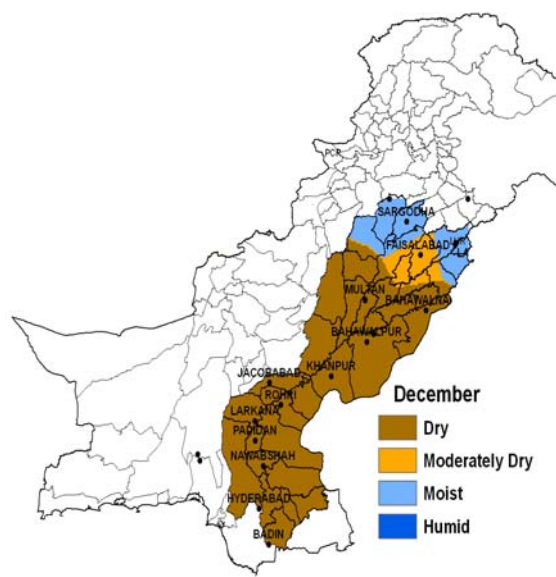 PCR
SARGODHA
LHR
FAISALABAD
MULTAN
BAHAWALNA
BAHAWALPUR
KHANPUR
JACOBABAD
ROHRI
LARKANA
PADIDAN
NAWABSHAH
HYDERABAD
BADIN
December
Dry
Moderately Dry
Moist
Humid